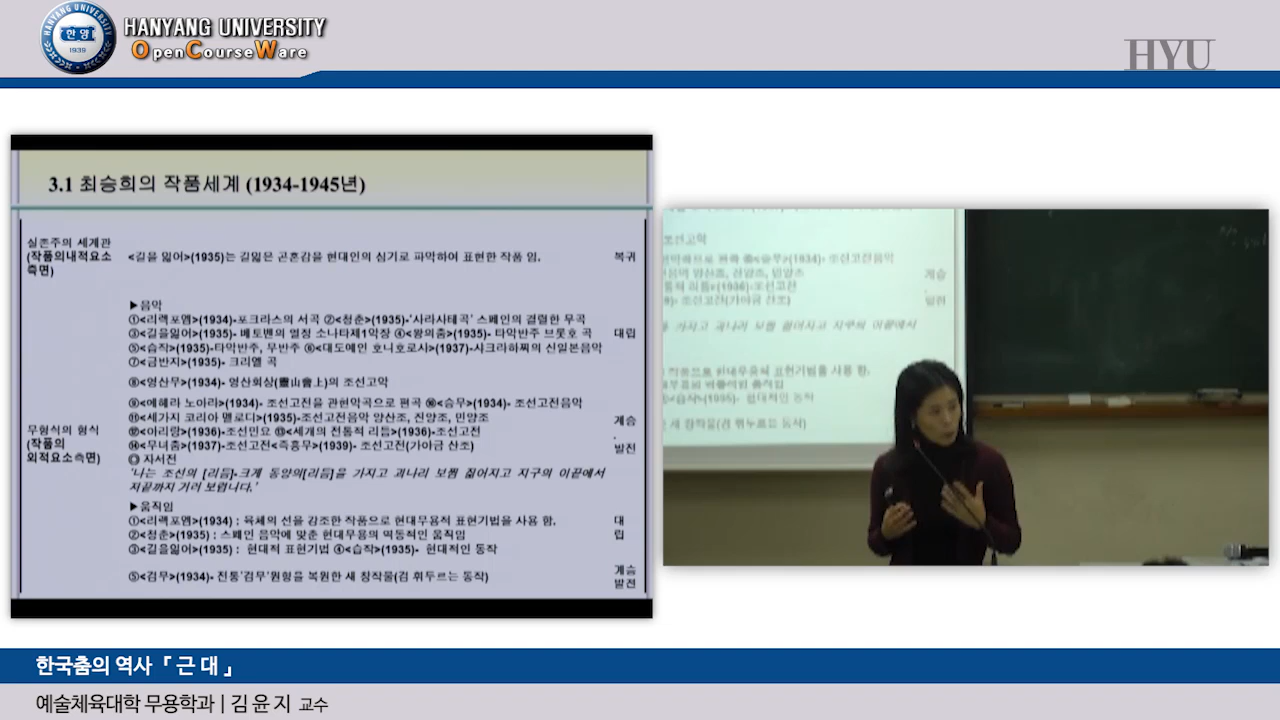 HANYANG UNIVERSITY
OpenCourseWare
HANYANG UNIVERSITY
한양
1939
HYU
3.1 최승희의 작품세계 (1934-1945년)
실존주의 세계관
(작품의내적요소
측면)
<길을 잃어>(1935)는 길잃은 곤혼감을 현대인의 심기로 파악하여 표현한 작품 임.
복귀
▶음악
①<리렉포엠>(1934)-포크라스의 서곡 ②<청춘>(1935)-'사라사테곡' 스페인의 결렬한 무곡
③<길을잃어>(1935)- 베토벤의 열정 소나타제1악장 ④<왕의춤>(1935)- 타악반주 브롯호 곡
대립
⑤<습작>(1935)-타악반주, 무반주 ⑥<대도예인 호니호로사>(1937)-사크라하찌의 신일본음악
⑦<금반지>(1935)- 크리엘 곡
⑧<영산무>(1934)- 영산회상(靈山會上)의 조선고악
⑨<에헤라 노아라>(1934)- 조선고전을 관현악곡으로 편곡 ⑩<승무>(1934)- 조선고전음악
⑪<세가지 코리아 멜로디>(1935)-조선고전음악 양산조, 진양조, 민양조
⑫<아리랑>(1936)-조선민요 ⑬<세개의 전통적 리듬>(1936)-조선고전
⑭<무녀춤>(1937)-조선고전<즉흥무>(1939)- 조선고전(가야금 산조)
계승
·
발전
무형식의 형식
(작품의
외적요소측면)
◎ 자서전
'나는 조선의 [리듬]-크게 동양의[리듬]을 가지고 괴나리 보찜 짊어지고 지구의 이끝에서
저끝까지 거러 보렵니다.'
▶움직임
①<리렉포엠>(1934) : 육체의 선을 강조한 작품으로 현대무용적 표현기법을 사용 함.
②<청춘>(1935) : 스페인 음악에 맞춘 현대무용의 역동적인 움직임
③<길을잃어>(1935) : 현대적 표현기법 ④<습작>(1935)- 현대적인 동작
대
립
⑤<검무>(1934)- 전통'검무'원형을 복원한 새 창작물(검 휘두르는 동작)
계승
발전
한국춤의 역사 「근 대」
예술체육대학 무용학과 | 김 윤 지 교수